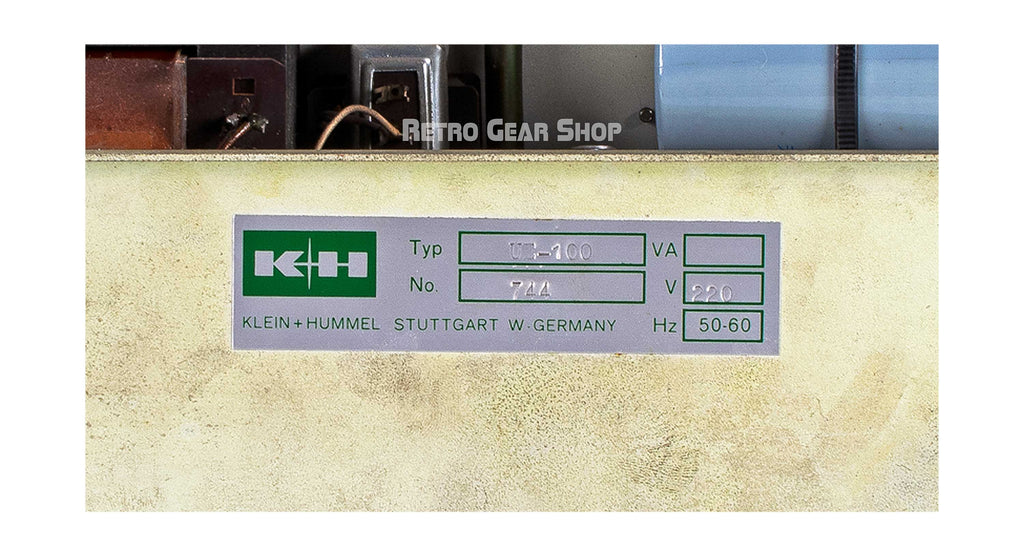 RETRO GEAR SHOP
K+H
Typ UE-100 VA
No. 744 V 220
KLEIN+HUMMEL STUTTGART W-GERMANY Hz 50-60